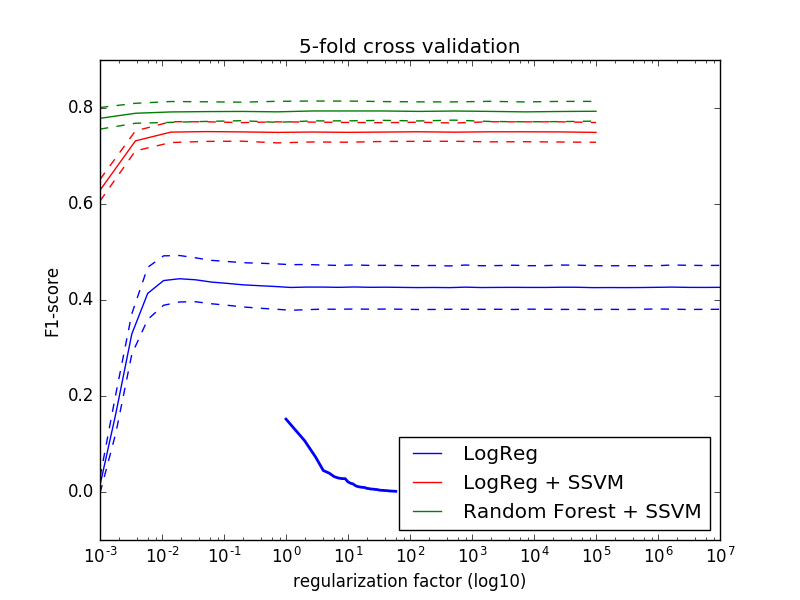 5-fold cross validation
F1-score
0.8
0.6
0.4
0.2
0.0
LogReg
LogReg + SSVM
Random Forest + SSVM
10^-3 10^-2 10^-1 10^0 10^1 10^2 10^3 10^4 10^5 10^6 10^7
regularization factor (log10)